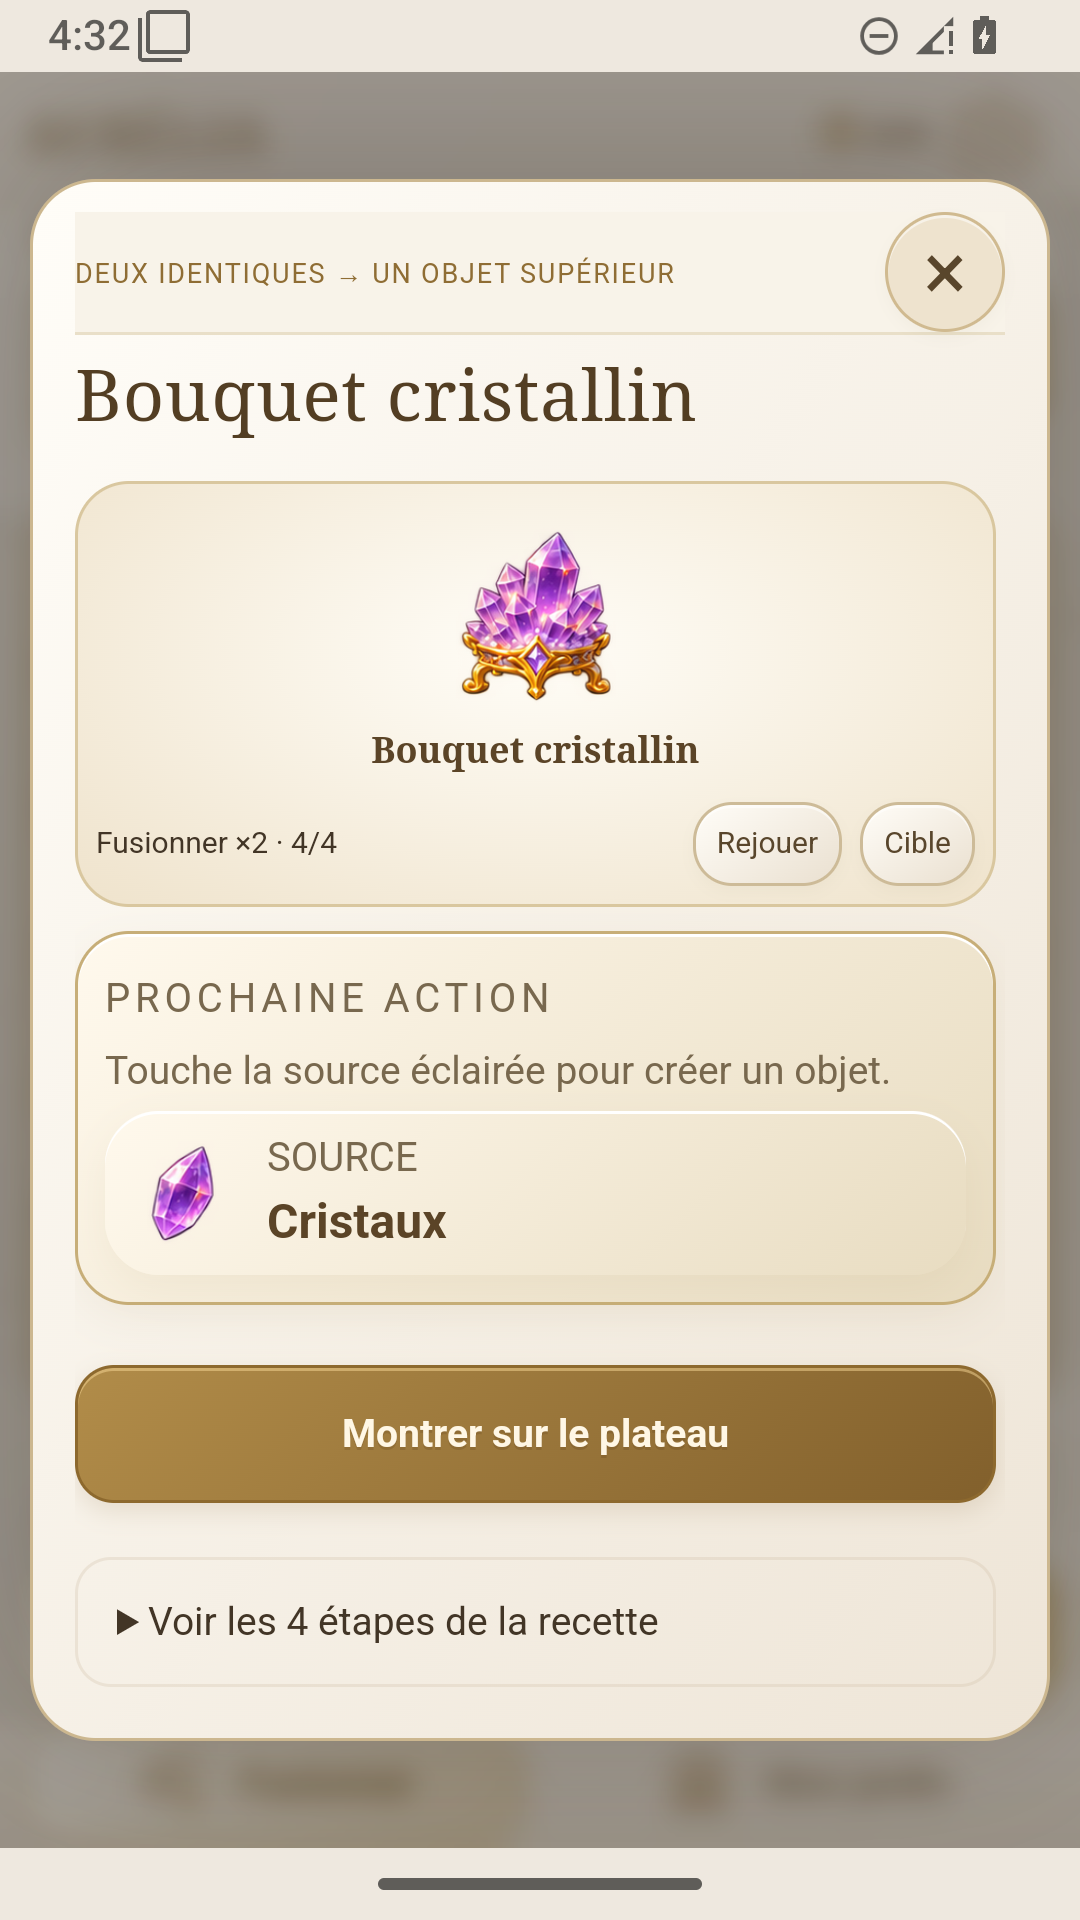 4:32
DEUX IDENTIQUES → UN OBJET SUPÉRIEUR
Bouquet cristallin
Bouquet cristallin
Fusionner ×2 · 4/4
Rejouer
Cible
PROCHAINE ACTION
Touche la source éclairée pour créer un objet.
SOURCE
Cristaux
Montrer sur le plateau
Voir les 4 étapes de la recette